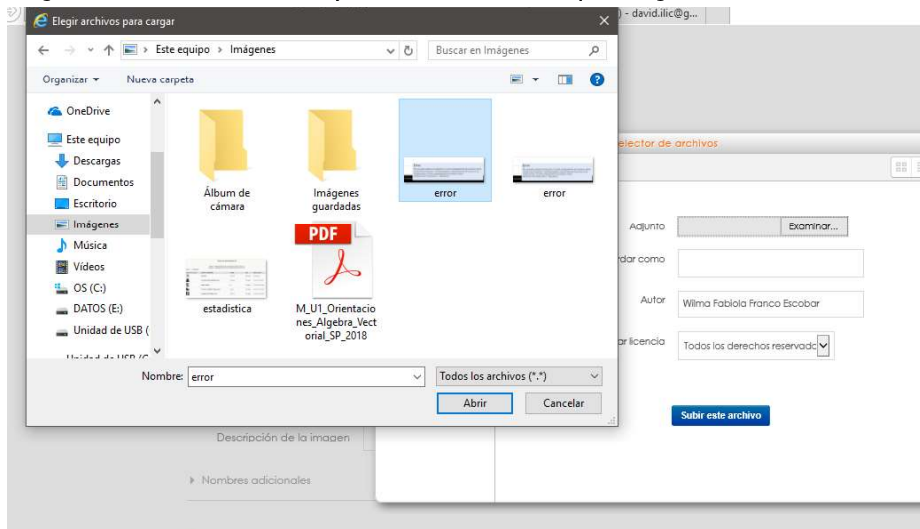 ) - david.ilic@g...
Elegir archivos para cargar
Este equipo > Imágenes
Buscar en Imágenes
Organizar
Nueva carpeta
OneDrive
Este equipo
Descargas
Documentos
Escritorio
Imágenes
Música
Vídeos
OS (C:)
DATOS (E:)
Unidad de USB (
Álbum de
cámara
Imágenes
guardadas
error
error
estadistica
PDF
M_U1_Orientacio
nes_Algebra_Vect
orial_SP_2018
Nombre: error
Todos los archivos (*.*)
Abrir
Cancelar
elector de archivos
Adjunto
Examinar...
dar como
Autor
Wilma Fabiola Franco Escobar
ar licencia
Todos los derechos reservadc
Subir este archivo
Descripción de la imagen
Nombres adicionales